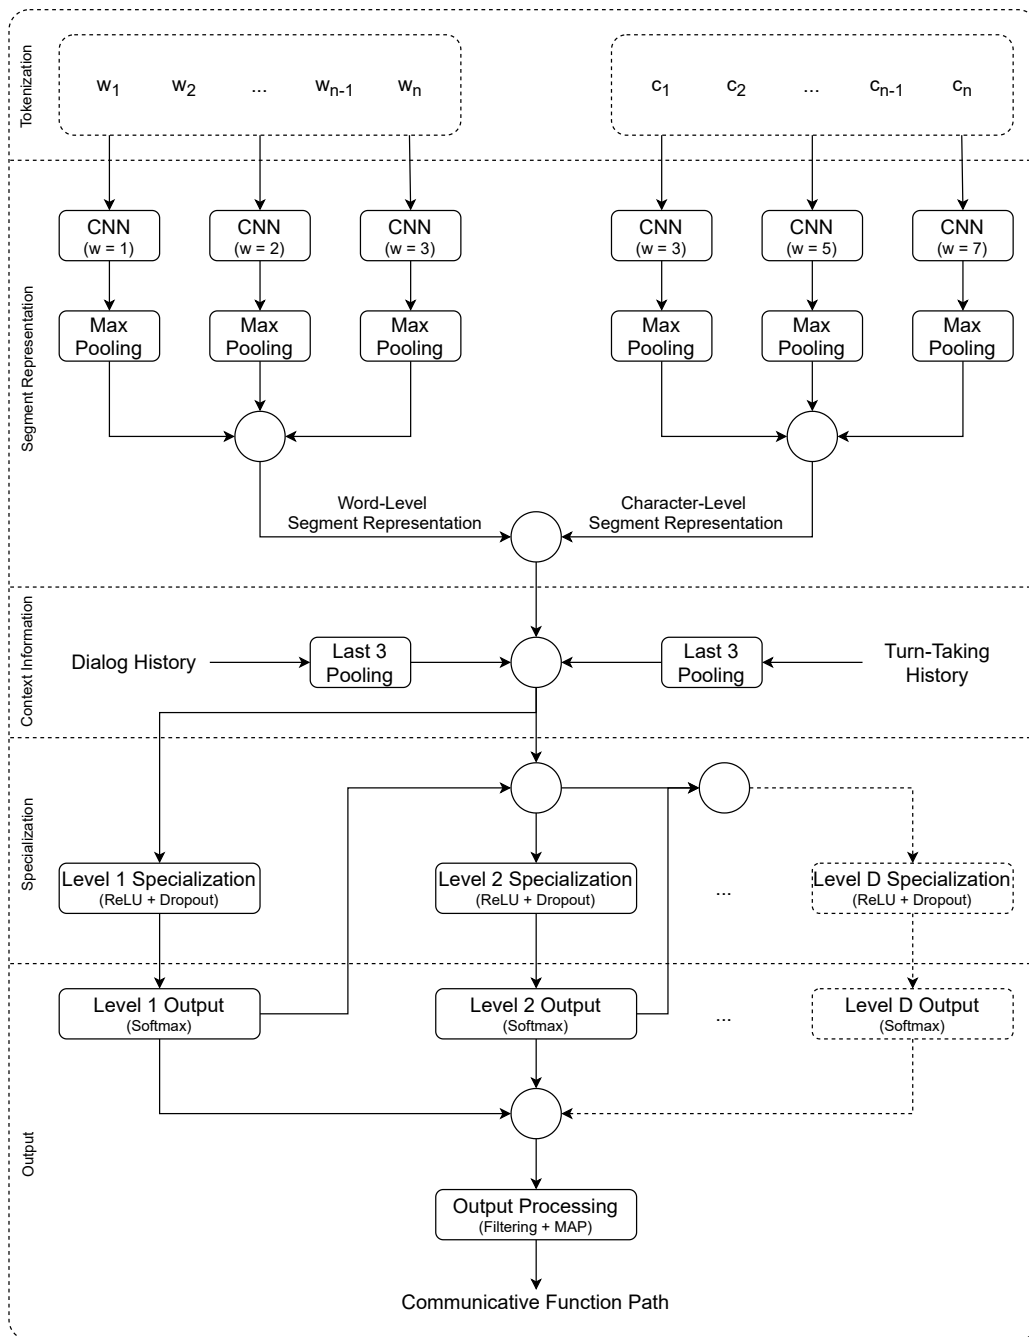 Tokenization
w1 w2 ... wn-1 wn
c1 c2 ... cn-1 cn
Segment Representation
CNN
(w = 1)
CNN
(w = 2)
CNN
(w = 3)
CNN
(w = 3)
CNN
(w = 5)
CNN
(w = 7)
Max
Pooling
Max
Pooling
Max
Pooling
Max
Pooling
Max
Pooling
Max
Pooling
Word-Level
Segment Representation
Character-Level
Segment Representation
Context Information
Dialog History
Last 3
Pooling
Last 3
Pooling
Turn-Taking
History
Specialization
Level 1 Specialization
(ReLU + Dropout)
Level 2 Specialization
(ReLU + Dropout)
...
Level D Specialization
(ReLU + Dropout)
Output
Level 1 Output
(Softmax)
Level 2 Output
(Softmax)
...
Level D Output
(Softmax)
Output Processing
(Filtering + MAP)
Communicative Function Path